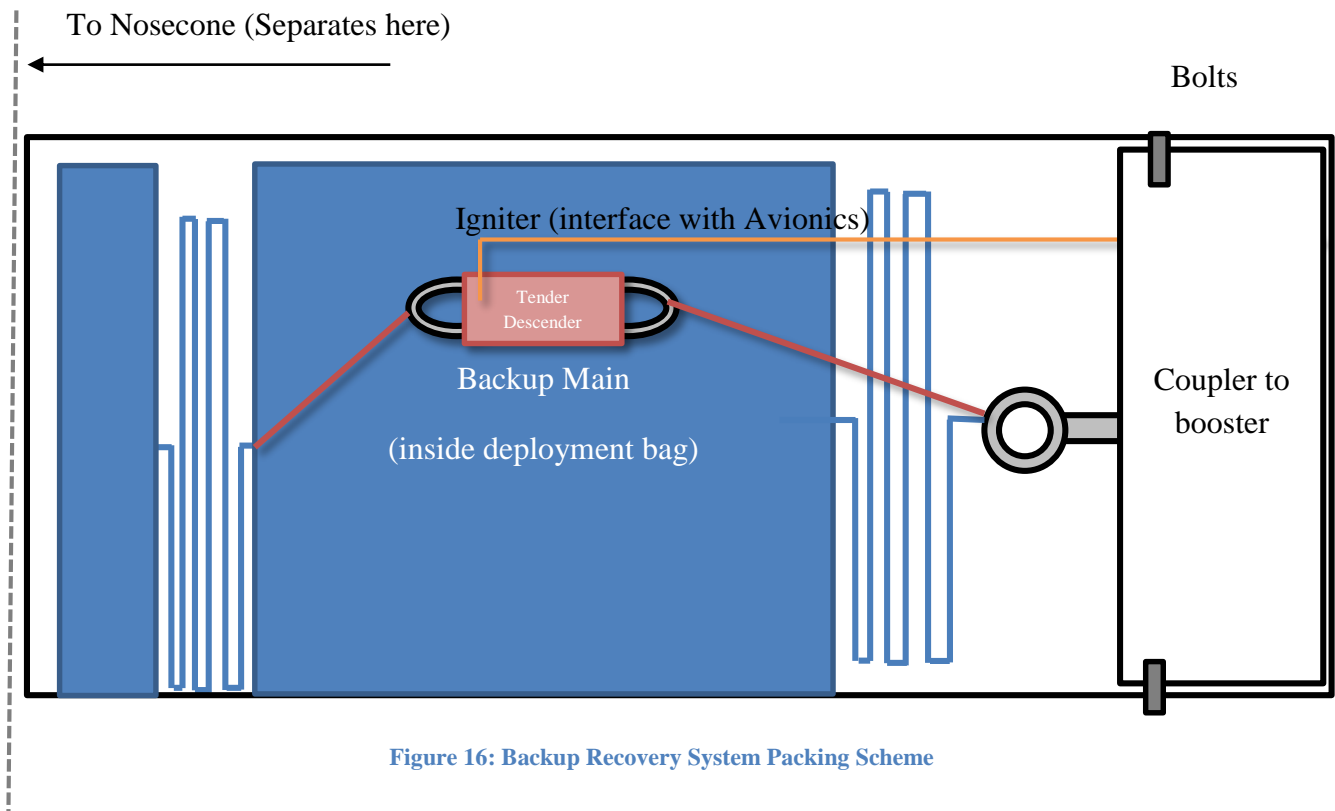 To Nosecone (Separates here)
Bolts
Igniter (interface with Avionics)
Tender
Descender
Backup Main
(inside deployment bag)
Coupler to
booster
Figure 16: Backup Recovery System Packing Scheme